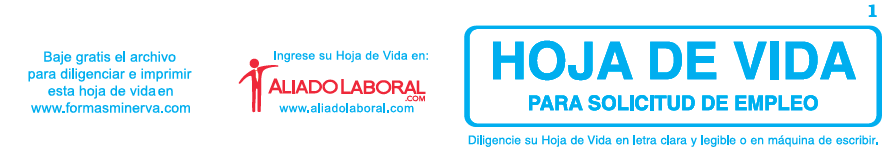 1
Baje gratis el archivo
para diligenciar e imprimir
esta hoja de vida en
www.formasminerva.com
Ingrese su Hoja de Vida en:
ALIADO LABORAL
.COM
www.aliadolaboral.com
HOJA DE VIDA
PARA SOLICITUD DE EMPLEO
Diligencie su Hoja de Vida en letra clara y legible o en máquina de escribir.